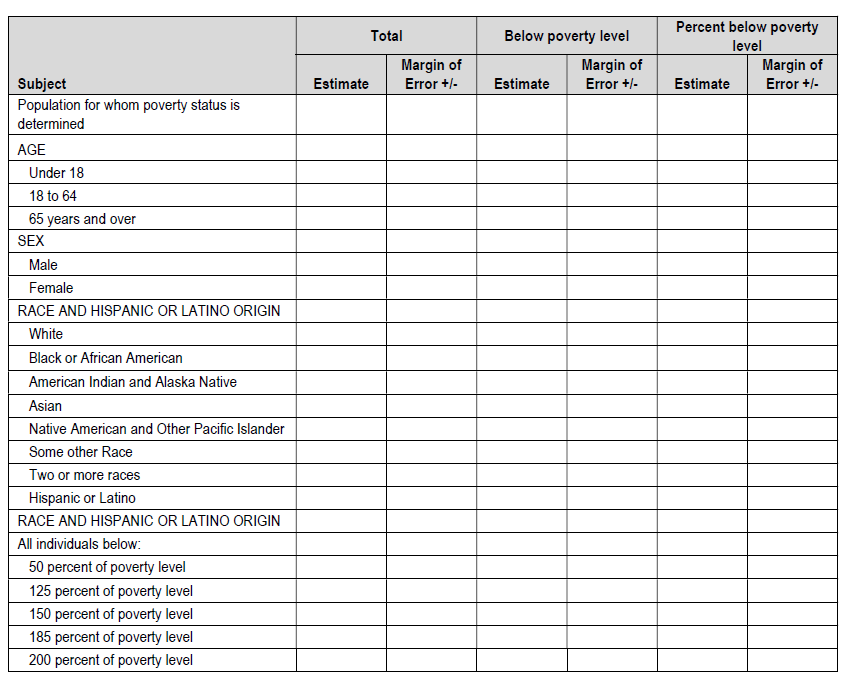 Total
Below poverty level
Percent below poverty
level
Subject
Estimate
Margin of
Error +/-
Estimate
Margin of
Error +/-
Estimate
Margin of
Error +/-
Population for whom poverty status is
determined
AGE
Under 18
18 to 64
65 years and over
SEX
Male
Female
RACE AND HISPANIC OR LATINO ORIGIN
White
Black or African American
American Indian and Alaska Native
Asian
Native American and Other Pacific Islander
Some other Race
Two or more races
Hispanic or Latino
RACE AND HISPANIC OR LATINO ORIGIN
All individuals below:
50 percent of poverty level
125 percent of poverty level
150 percent of poverty level
185 percent of poverty level
200 percent of poverty level